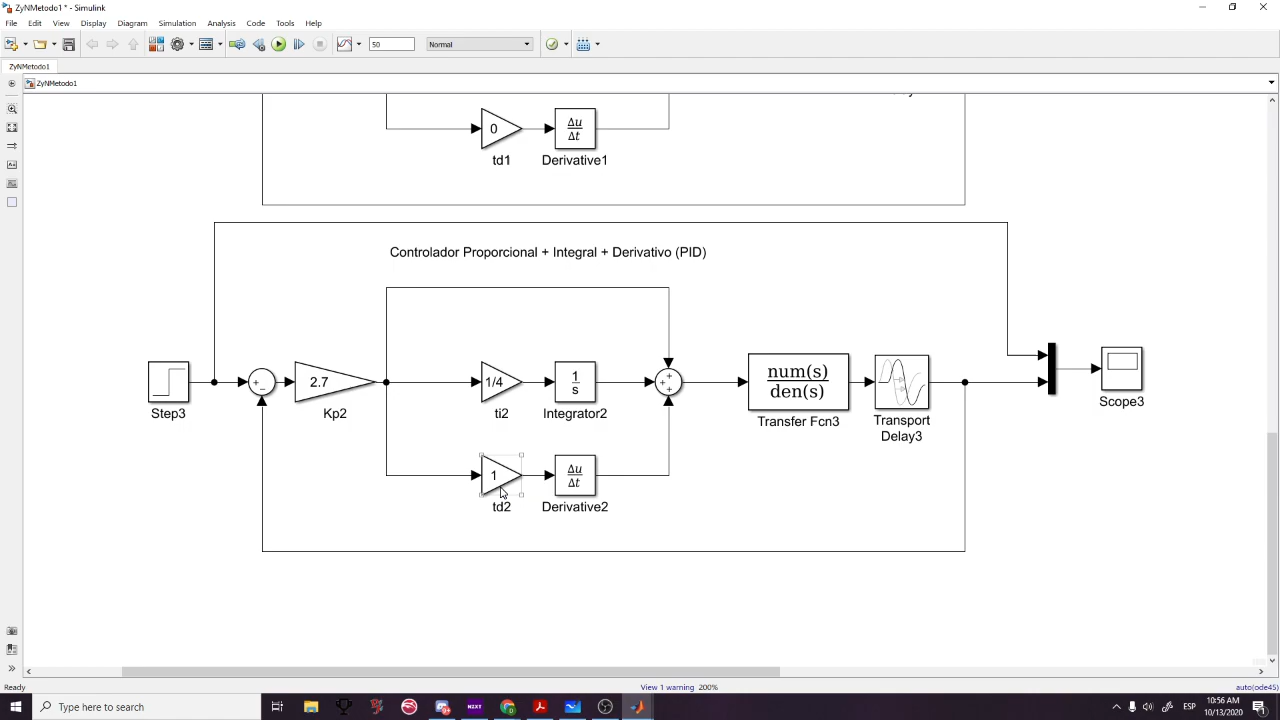 ZyNMetodo1 * - Simulink
File Edit View Display Diagram Simulation Analysis Code Tools Help
50 Normal
ZyNMetodo1
ZyNMetodo1
0 Δu Δt
td1 Derivative1
Controlador Proporcional + Integral + Derivativo (PID)
+ _ 2.7 1/4 1 s + + + num(s) den(s)
Step3 Kp2 ti2 Integrator2 Transfer Fcn3 Transport Delay3 Scope3
1 Δu Δt
td2 Derivative2
Ready View 1 warning 200% auto(ode45)
Type here to search ESP 10:56 AM 10/13/2020